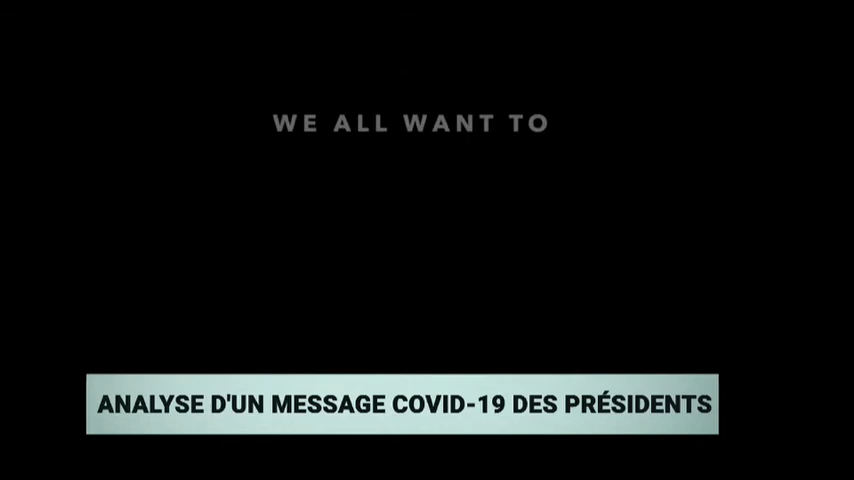 WE ALL WANT TO
ANALYSE D'UN MESSAGE COVID-19 DES PRÉSIDENTS